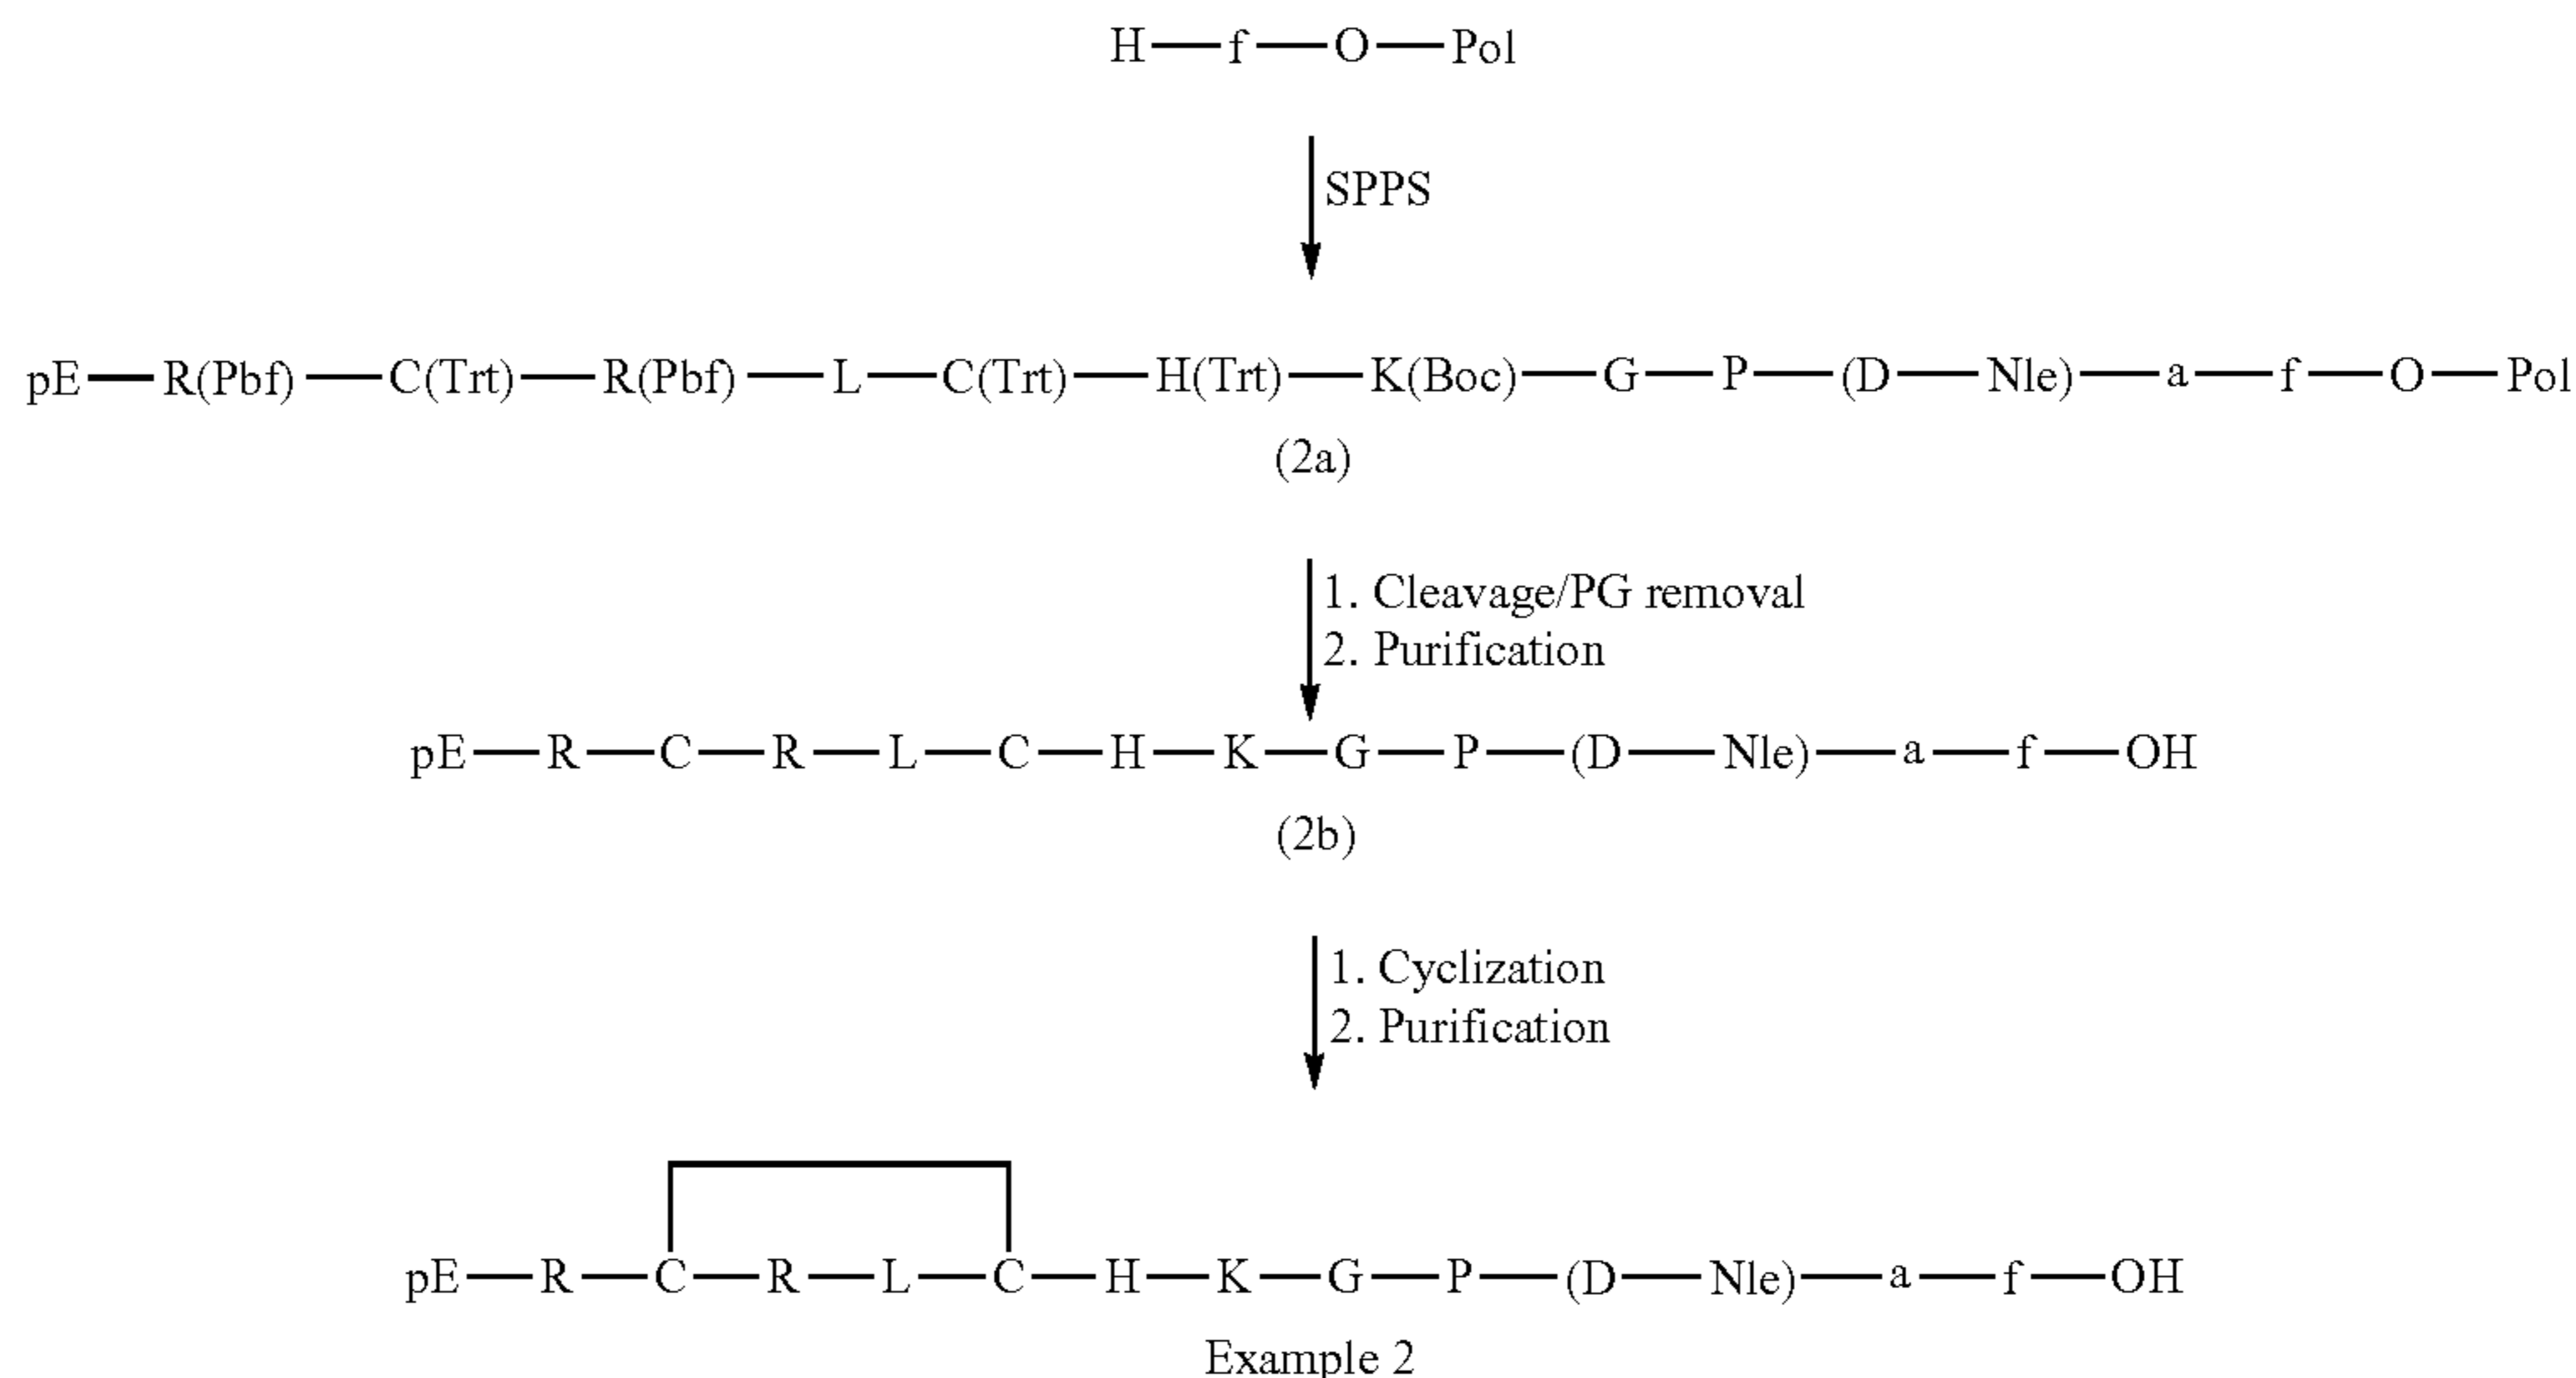 H—f—O—Pol
SPPS
pE—R(Pbf)—C(Trt)—R(Pbf)—L—C(Trt)—H(Trt)—K(Boc)—G—P—(D—Nle)—a—f—O—Pol
(2a)
1. Cleavage/PG removal
2. Purification
pE—R—C—R—L—C—H—K—G—P—(D—Nle)—a—f—OH
(2b)
1. Cyclization
2. Purification
pE—R—C—R—L—C—H—K—G—P—(D—Nle)—a—f—OH
Example 2